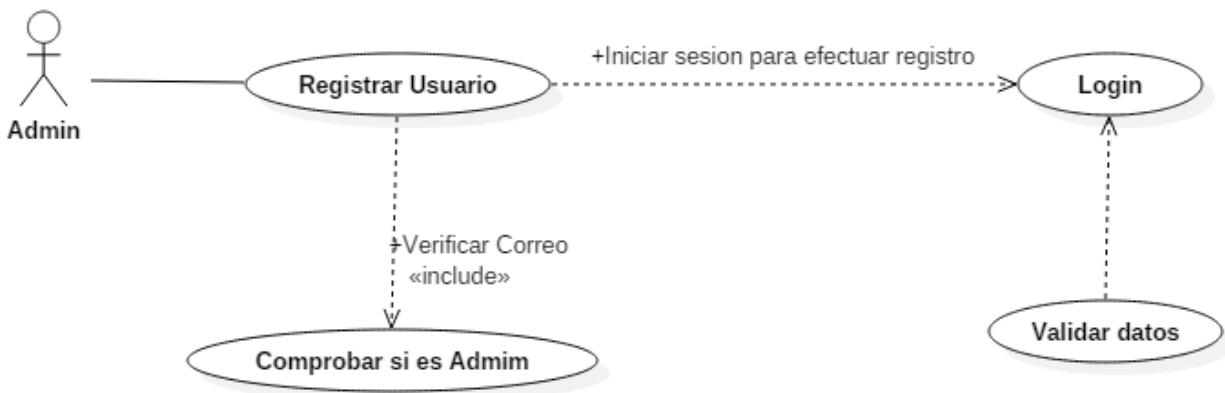 +Iniciar sesion para efectuar registro
Registrar Usuario
Login
Admin
+Verificar Correo
«include»
Validar datos
Comprobar si es Admim